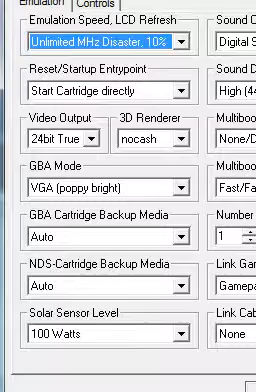 Emulation Controls
Emulation Speed, LCD Refresh
Unlimited MHz Disaster, 10%
Sound
Digital S
Reset/Startup Entrypoint
Start Cartridge directly
Sound D
High (44
Video Output
24bit True
3D Renderer
nocash
Multiboo
None/D
GBA Mode
VGA (poppy bright)
Multiboo
Fast/Fa
GBA Cartridge Backup Media
Auto
Number
1
NDS-Cartridge Backup Media
Auto
Link Gam
Gamepa
Solar Sensor Level
100 Watts
Link Cab
None